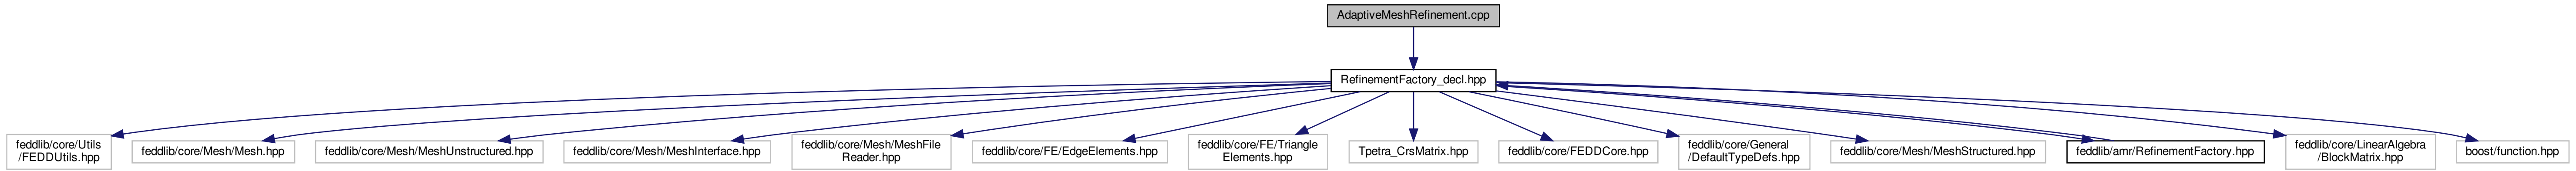 AdaptiveMeshRefinement.cpp
RefinementFactory_decl.hpp
feddlib/core/Utils
/FEDDUtils.hpp
feddlib/core/Mesh/Mesh.hpp
feddlib/core/Mesh/MeshUnstructured.hpp
feddlib/core/Mesh/MeshInterface.hpp
feddlib/core/Mesh/MeshFile
Reader.hpp
feddlib/core/FE/EdgeElements.hpp
feddlib/core/FE/Triangle
Elements.hpp
Tpetra_CrsMatrix.hpp
feddlib/core/FEDDCore.hpp
feddlib/core/General
/DefaultTypeDefs.hpp
feddlib/core/Mesh/MeshStructured.hpp
feddlib/amr/RefinementFactory.hpp
feddlib/core/LinearAlgebra
/BlockMatrix.hpp
boost/function.hpp